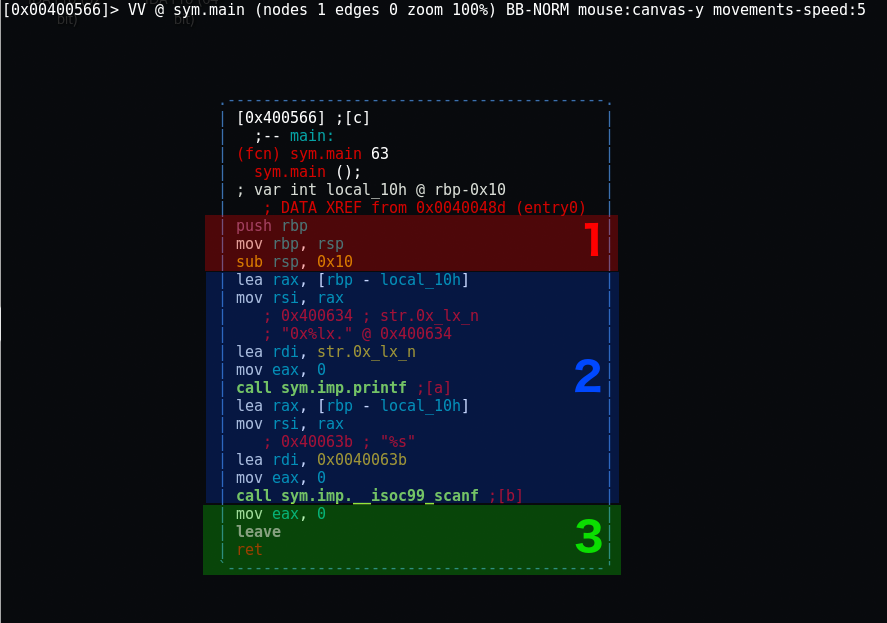 [0x00400566]> VV @ sym.main (nodes 1 edges 0 zoom 100%) BB-NORM mouse:canvas-y movements-speed:5
bit) bit)
[0x400566] ;[c]
;-- main:
(fcn) sym.main 63
sym.main ();
; var int local_10h @ rbp-0x10
; DATA XREF from 0x0040048d (entry0)
push rbp
mov rbp, rsp
sub rsp, 0x10
1
lea rax, [rbp - local_10h]
mov rsi, rax
; 0x400634 ; str.0x_lx_n
; "0x%lx." @ 0x400634
lea rdi, str.0x_lx_n
mov eax, 0
call sym.imp.printf ;[a]
lea rax, [rbp - local_10h]
mov rsi, rax
; 0x40063b ; "%s"
lea rdi, 0x0040063b
mov eax, 0
call sym.imp.__isoc99_scanf ;[b]
2
mov eax, 0
leave
ret
3